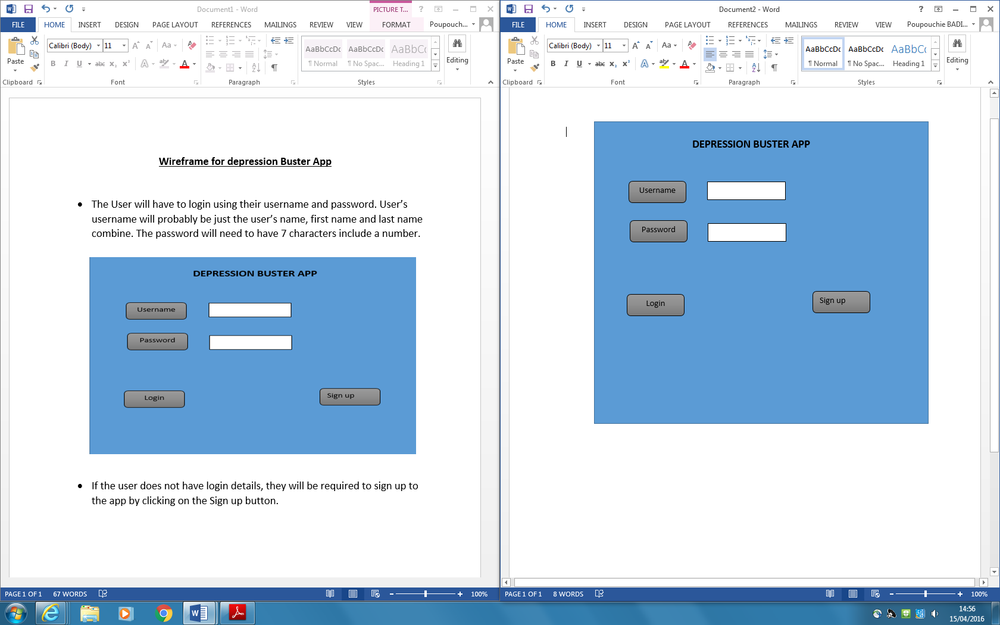 Document1 - Word
PICTURE T...
FILE
HOME
INSERT
DESIGN
PAGE LAYOUT
REFERENCES
MAILINGS
REVIEW
VIEW
FORMAT
Poupouch...
Paste
Calibri (Body)
11
Editing
AaBbCcDc
AaBbCcDc
AaBbCc
¶ Normal
¶ No Spac...
Heading 1
Clipboard
Font
Paragraph
Styles
Wireframe for depression Buster App
• The User will have to login using their username and password. User’s
username will probably be just the user’s name, first name and last name
combine. The password will need to have 7 characters include a number.
DEPRESSION BUSTER APP
Username
Password
Login
Sign up
• If the user does not have login details, they will be required to sign up to
the app by clicking on the Sign up button.
PAGE 1 OF 1
67 WORDS
100%
Document2 - Word
FILE
HOME
INSERT
DESIGN
PAGE LAYOUT
REFERENCES
MAILINGS
REVIEW
VIEW
Poupouchie BADI...
Paste
Calibri (Body)
11
Editing
AaBbCcDc
AaBbCcDc
AaBbCc
¶ Normal
¶ No Spac...
Heading 1
Clipboard
Font
Paragraph
Styles
DEPRESSION BUSTER APP
Username
Password
Login
Sign up
PAGE 1 OF 1
8 WORDS
100%
14:56
15/04/2016